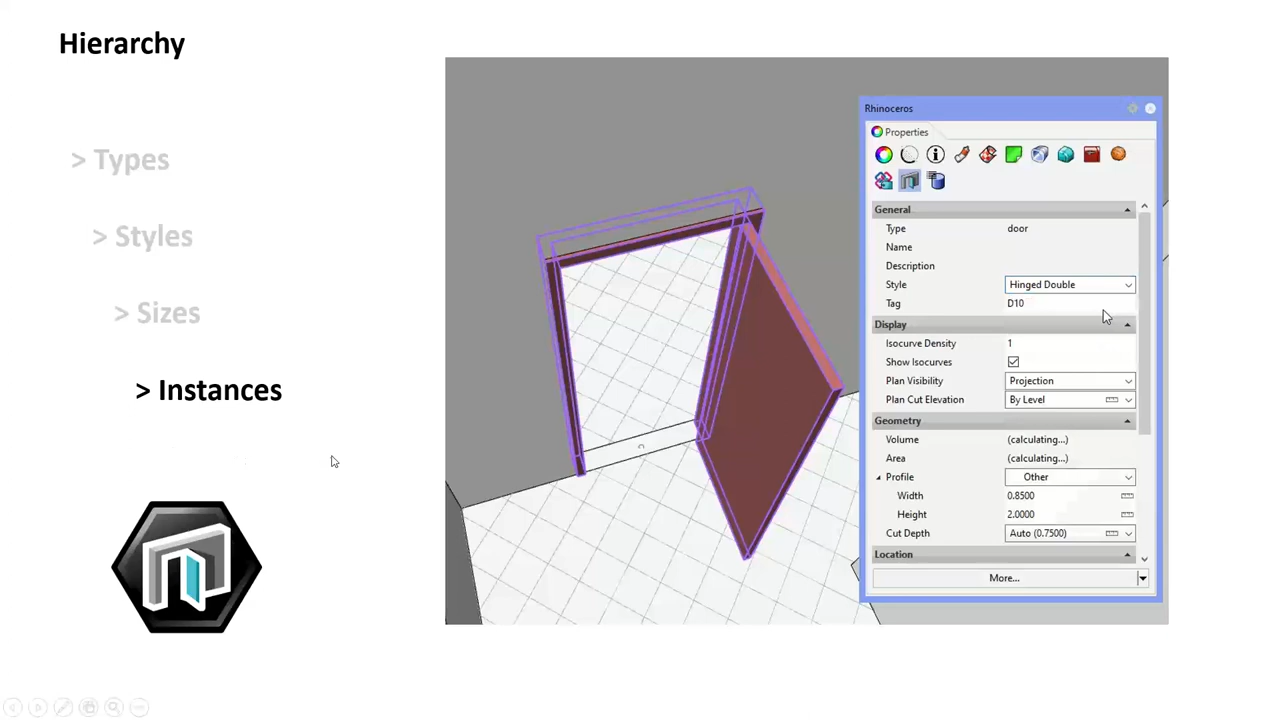 Hierarchy
> Types
> Styles
> Sizes
> Instances
Rhinoceros
Properties
General
Type door
Name
Description
Style Hinged Double
Tag D10
Display
Isocurve Density 1
Show Isocurves
Plan Visibility Projection
Plan Cut Elevation By Level
Geometry
Volume (calculating...)
Area (calculating...)
Profile Other
Width 0.8500
Height 2.0000
Cut Depth Auto (0.7500)
Location
More...